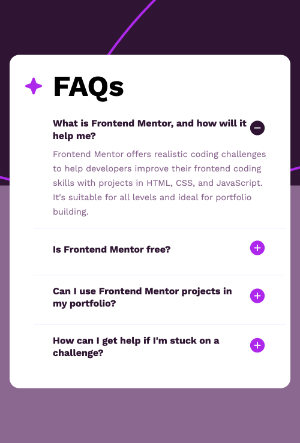 FAQs
What is Frontend Mentor, and how will it
help me?
Frontend Mentor offers realistic coding challenges
to help developers improve their frontend coding
skills with projects in HTML, CSS, and JavaScript.
It's suitable for all levels and ideal for portfolio
building.
Is Frontend Mentor free?
Can I use Frontend Mentor projects in
my portfolio?
How can I get help if I'm stuck on a
challenge?